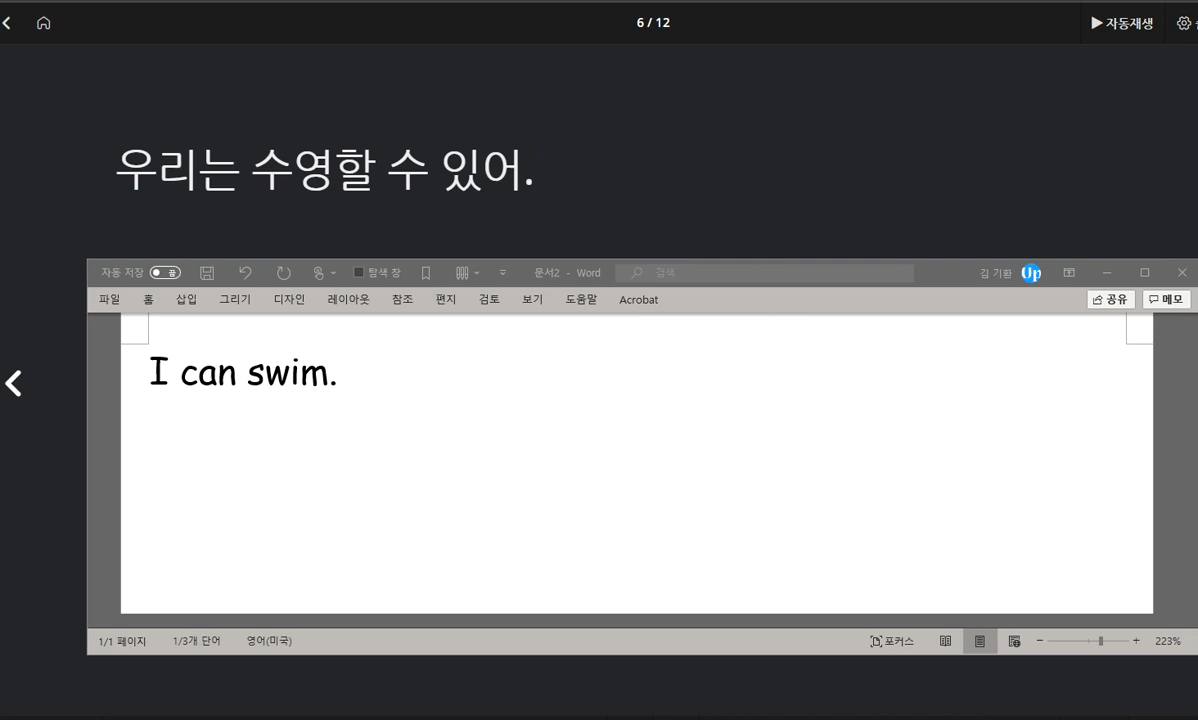 6 / 12
▶ 자동재생
우리는 수영할 수 있어.
자동 저장 끔 탐색 창 문서2 - Word 검색 김 기환 Up
파일 홈 삽입 그리기 디자인 레이아웃 참조 편지 검토 보기 도움말 Acrobat 공유 메모
I can swim.
1/1 페이지 1/3개 단어 영어(미국) 포커스 223%